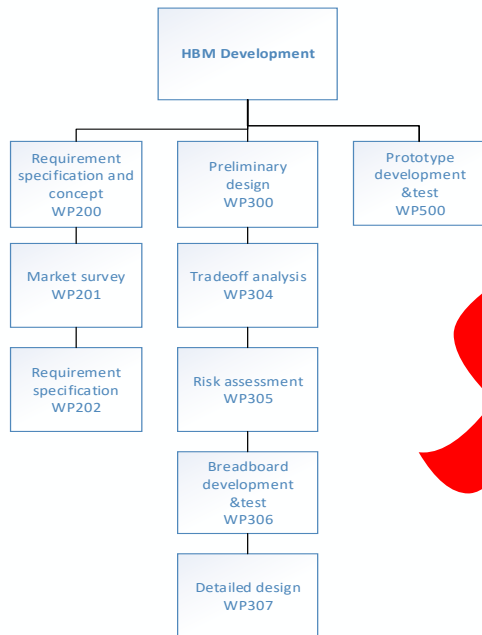 HBM Development
Requirement
specification and
concept
WP200
Preliminary
design
WP300
Prototype
development
&test
WP500
Market survey
WP201
Tradeoff analysis
WP304
Requirement
specification
WP202
Risk assessment
WP305
Breadboard
development
&test
WP306
Detailed design
WP307